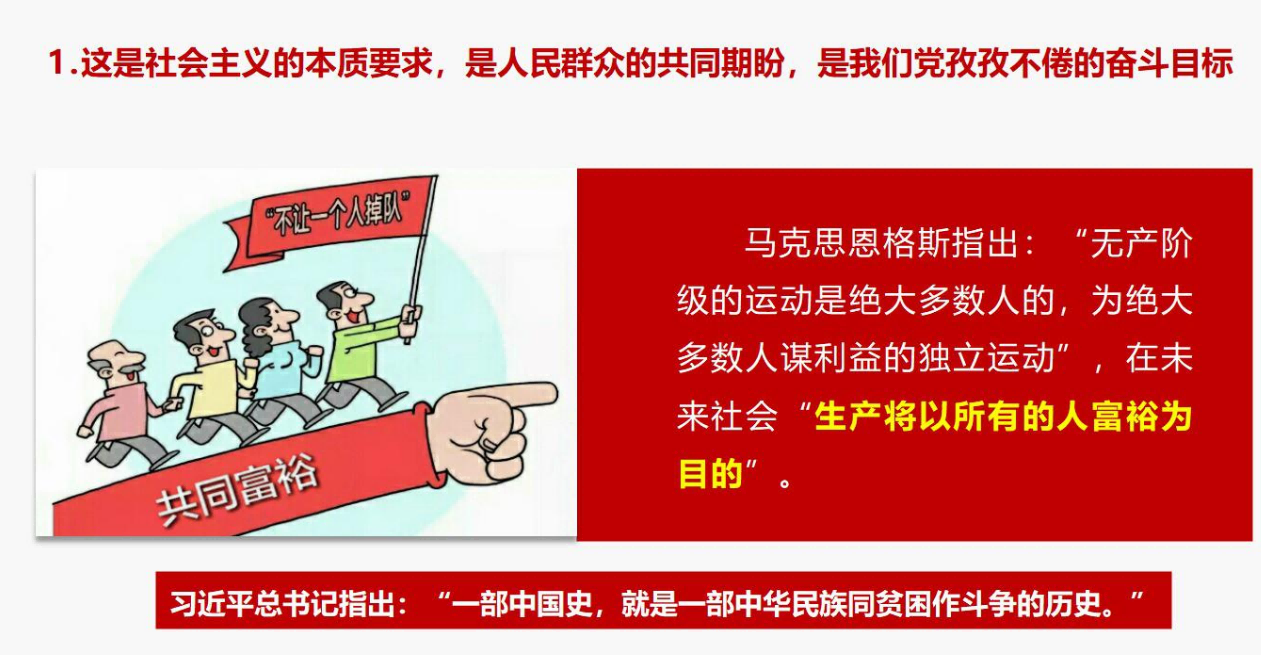 1.这是社会主义的本质要求，是人民群众的共同期盼，是我们党孜孜不倦的奋斗目标
“不让一个人掉队”
共同富裕
马克思恩格斯指出：“无产阶
级的运动是绝大多数人的，为绝大
多数人谋利益的独立运动”，在未
来社会“生产将以所有的人富裕为
目的”。
习近平总书记指出：“一部中国史，就是一部中华民族同贫困作斗争的历史。”